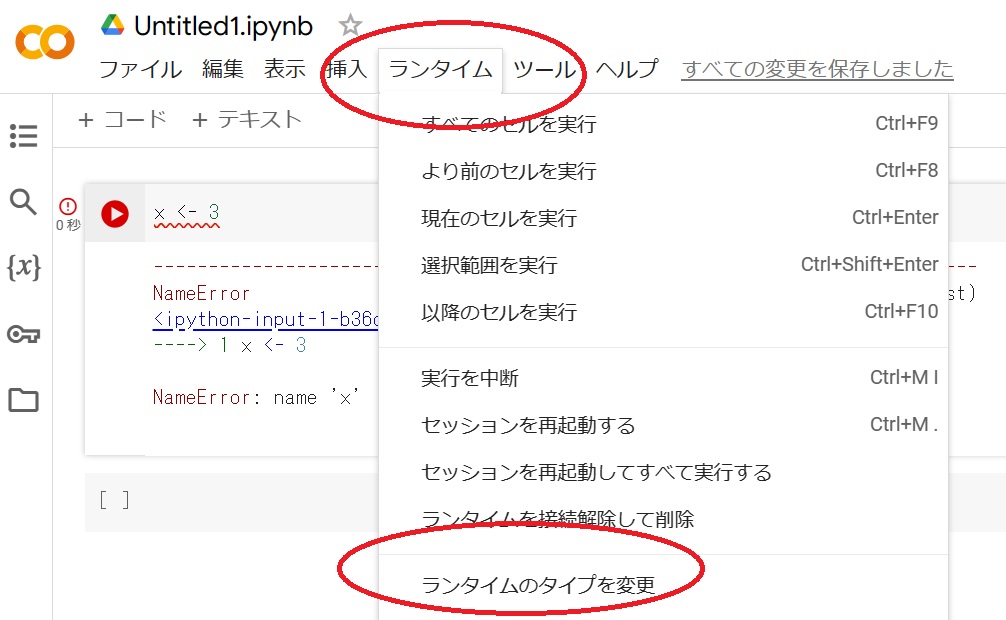 Untitled1.ipynb
ファイル 編集 表示 挿入 ランタイム ツール ヘルプ すべての変更を保存しました
+ コード + テキスト
すべてのセルを実行 Ctrl+F9
より前のセルを実行 Ctrl+F8
現在のセルを実行 Ctrl+Enter
選択範囲を実行 Ctrl+Shift+Enter
以降のセルを実行 Ctrl+F10
実行を中断 Ctrl+M I
セッションを再起動する Ctrl+M .
セッションを再起動してすべて実行する
ランタイムを接続解除して削除
ランタイムのタイプを変更
{x}
0 秒
x <- 3
---------------------
NameError st)
<ipython-input-1-b36c
----> 1 x <- 3
NameError: name 'x'
[ ]